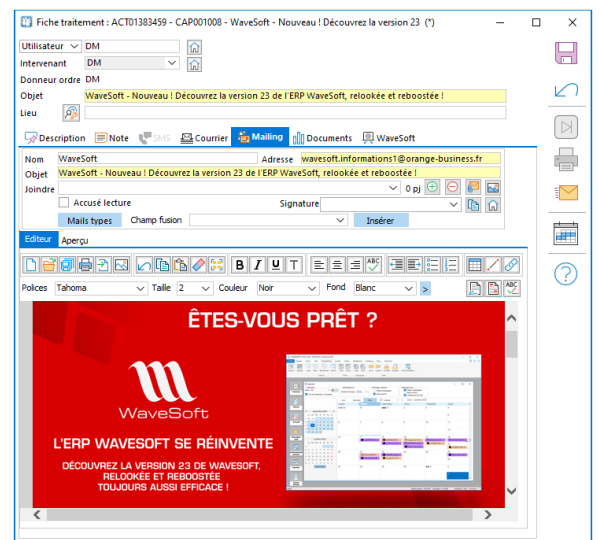 Fiche traitement : ACT01383459 - CAP001008 - WaveSoft - Nouveau ! Découvrez la version 23 (*)
Utilisateur DM
Intervenant DM
Donneur ordre DM
Objet WaveSoft - Nouveau ! Découvrez la version 23 de l'ERP WaveSoft, relookée et reboostée !
Lieu
Description Note SMS Courrier Mailing Documents WaveSoft
Nom WaveSoft Adresse wavesoft.informations1@orange-business.fr
Objet WaveSoft - Nouveau ! Découvrez la version 23 de l'ERP WaveSoft, relookée et reboostée !
Joindre 0 pj
Accusé lecture Signature
Mails types Champ fusion Insérer
Editeur Aperçu
B I U T ABC
Polices Tahoma Taille 2 Couleur Noir Fond Blanc > ABC
ÊTES-VOUS PRÊT ?
WaveSoft
L'ERP WAVESOFT SE RÉINVENTE
DÉCOUVREZ LA VERSION 23 DE WAVESOFT,
RELOOKÉE ET REBOOSTÉE
TOUJOURS AUSSI EFFICACE !